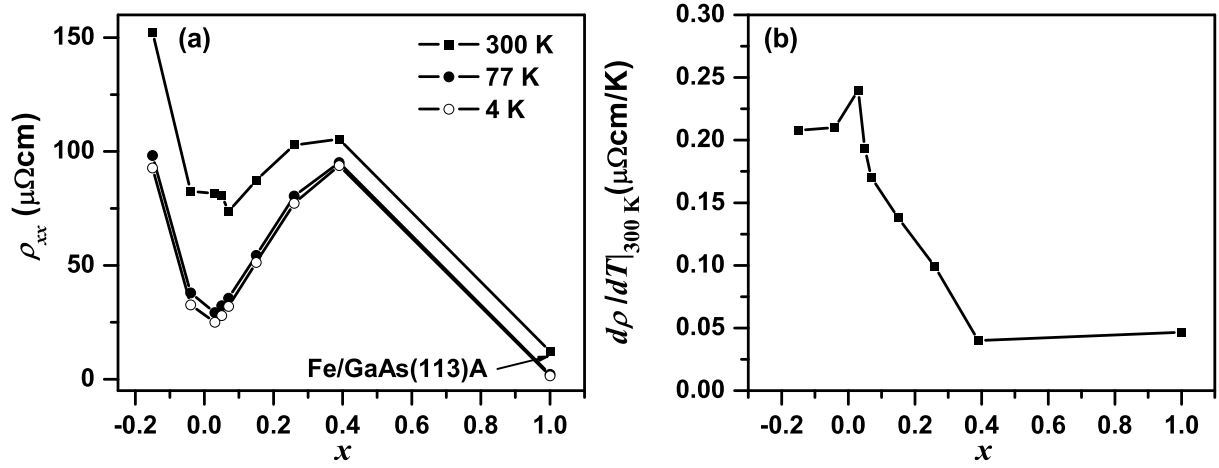 (a)
300 K
77 K
4 K
150
100
50
0
ρxx (μΩcm)
Fe/GaAs(113)A
-0.2 0.0 0.2 0.4 0.6 0.8 1.0
x
(b)
0.30
0.25
0.20
0.15
0.10
0.05
0.00
dρ/dT|300 K(μΩcm/K)
-0.2 0.0 0.2 0.4 0.6 0.8 1.0
x